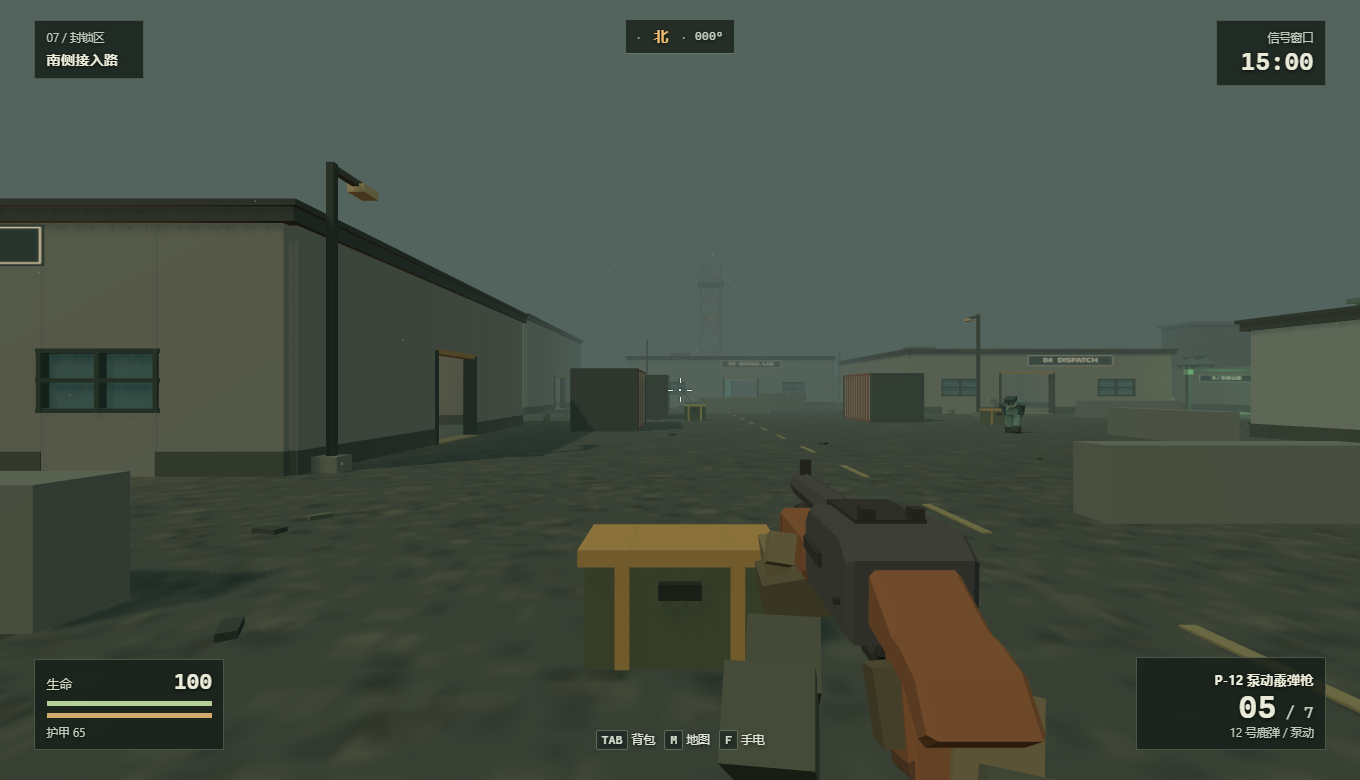 07 / 封锁区
南侧接入路
· 北 · 000°
信号窗口
15:00
04 DISPATCH
生命 100
护甲 65
TAB 背包 M 地图 F 手电
P-12 泵动霰弹枪
05 / 7
12 号鹿弹 / 泵动